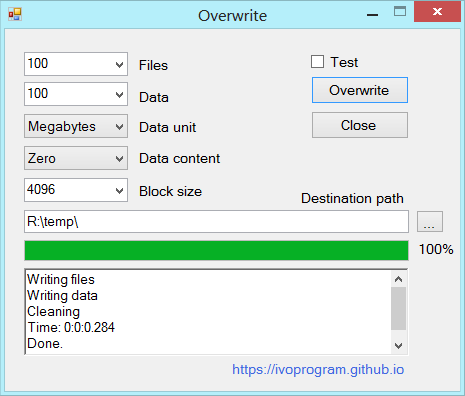 Overwrite
100 Files
Test
100 Data
Overwrite
Megabytes Data unit
Close
Zero Data content
4096 Block size
Destination path
R:\temp\ ...
100%
Writing files
Writing data
Cleaning
Time: 0:0:0.284
Done.
https://ivoprogram.github.io